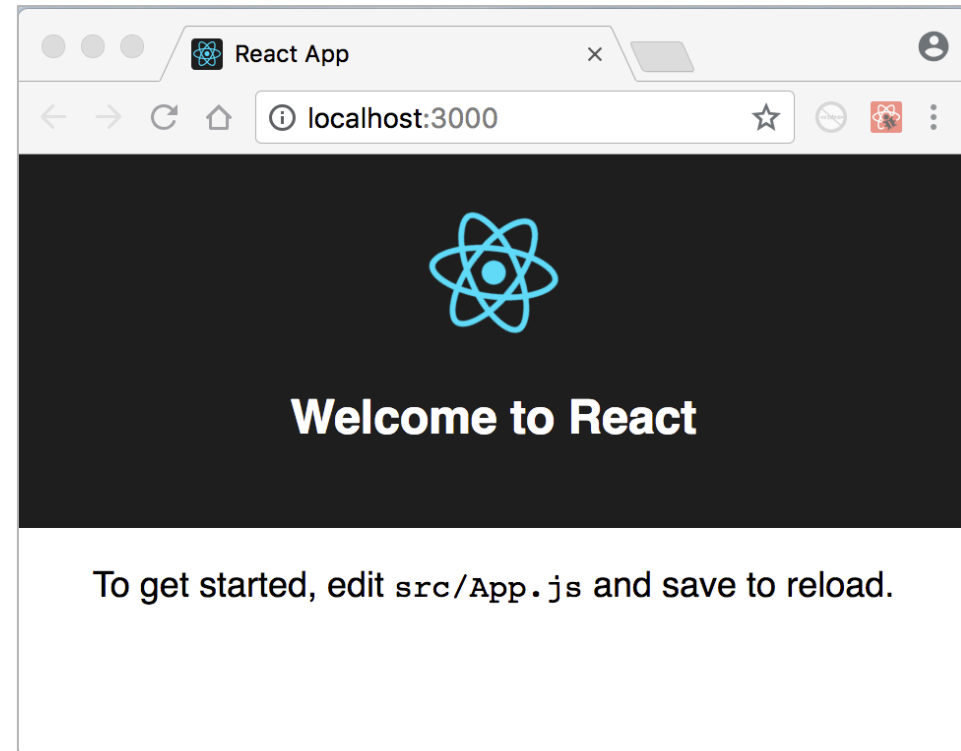 React App
localhost:3000
Welcome to React
To get started, edit src/App.js and save to reload.